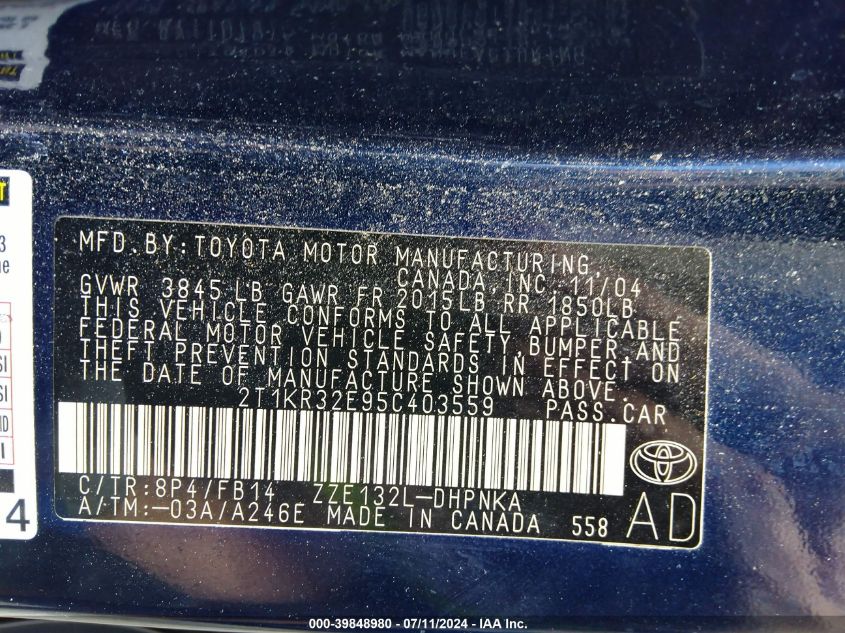 MFD.BY:TOYOTA MOTOR MANUFACTURING,
CANADA,INC. 11/04
GVWR 3845 LB GAWR FR 2015LB RR 1850LB
THIS VEHICLE CONFORMS TO ALL APPLICABLE
FEDERAL MOTOR VEHICLE SAFETY,BUMPER AND
THEFT PREVENTION STANDARDS IN EFFECT ON
THE DATE OF MANUFACTURE SHOWN ABOVE.
2T1KR32E95C403559 PASS.CAR
C/TR:8P4/FB14 ZZE132L-DHPNKA
A/TM:-03A/A246E MADE IN CANADA 558 AD
4
000-39848980 - 07/11/2024 - IAA Inc.